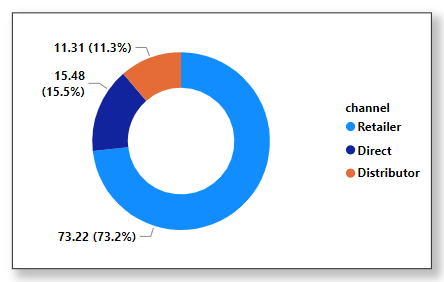 11.31 (11.3%)
15.48
(15.5%)
73.22 (73.2%)
channel
Retailer
Direct
Distributor